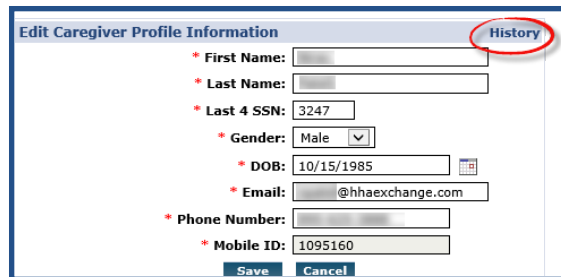 Edit Caregiver Profile Information History
* First Name:
* Last Name:
* Last 4 SSN: 3247
* Gender: Male
* DOB: 10/15/1985
* Email: @hhaexchange.com
* Phone Number:
* Mobile ID: 1095160
Save Cancel